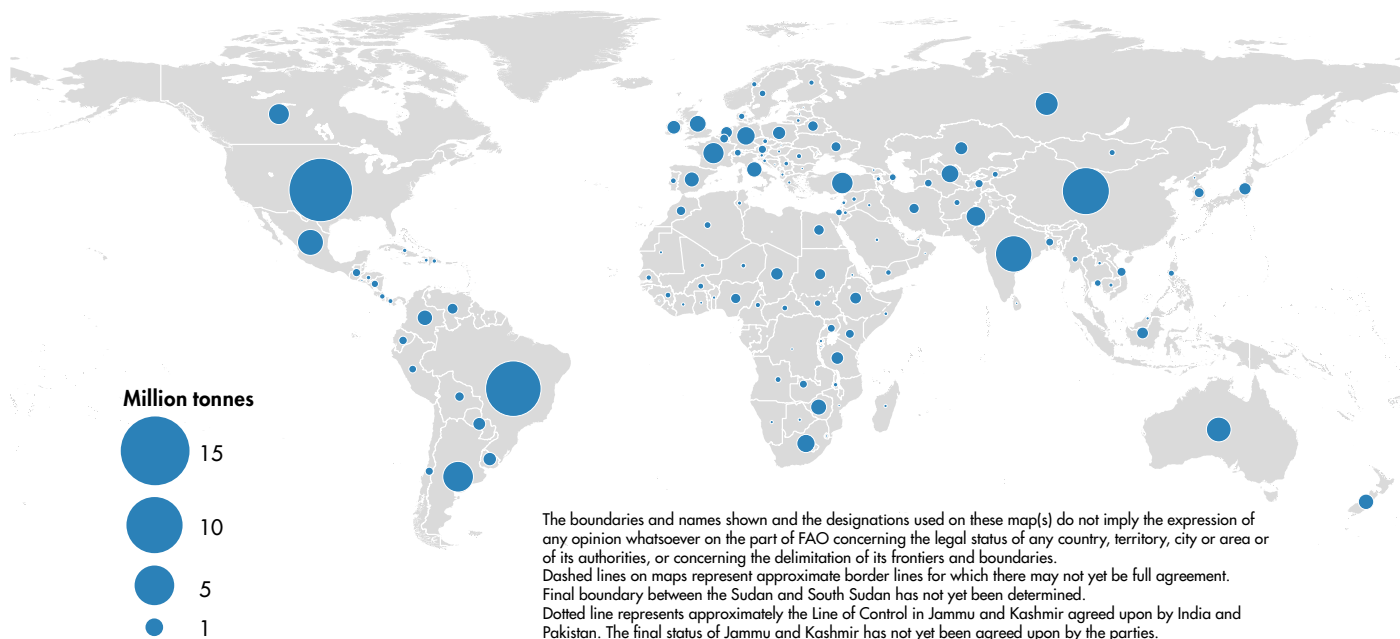 Million tonnes
15
10
5
1
The boundaries and names shown and the designations used on these map(s) do not imply the expression of
any opinion whatsoever on the part of FAO concerning the legal status of any country, territory, city or area or
of its authorities, or concerning the delimitation of its frontiers and boundaries.
Dashed lines on maps represent approximate border lines for which there may not yet be full agreement.
Final boundary between the Sudan and South Sudan has not yet been determined.
Dotted line represents approximately the Line of Control in Jammu and Kashmir agreed upon by India and
Pakistan. The final status of Jammu and Kashmir has not yet been agreed upon by the parties.